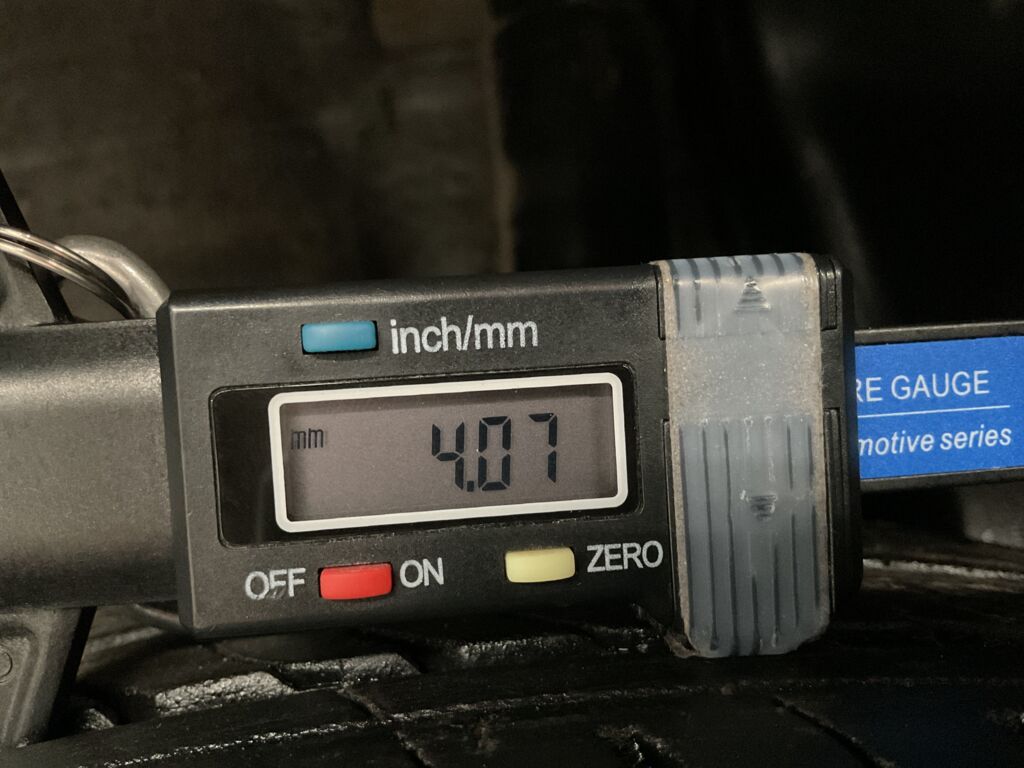 inch/mm
mm 4.07
OFF ON ZERO
RE GAUGE
motive series